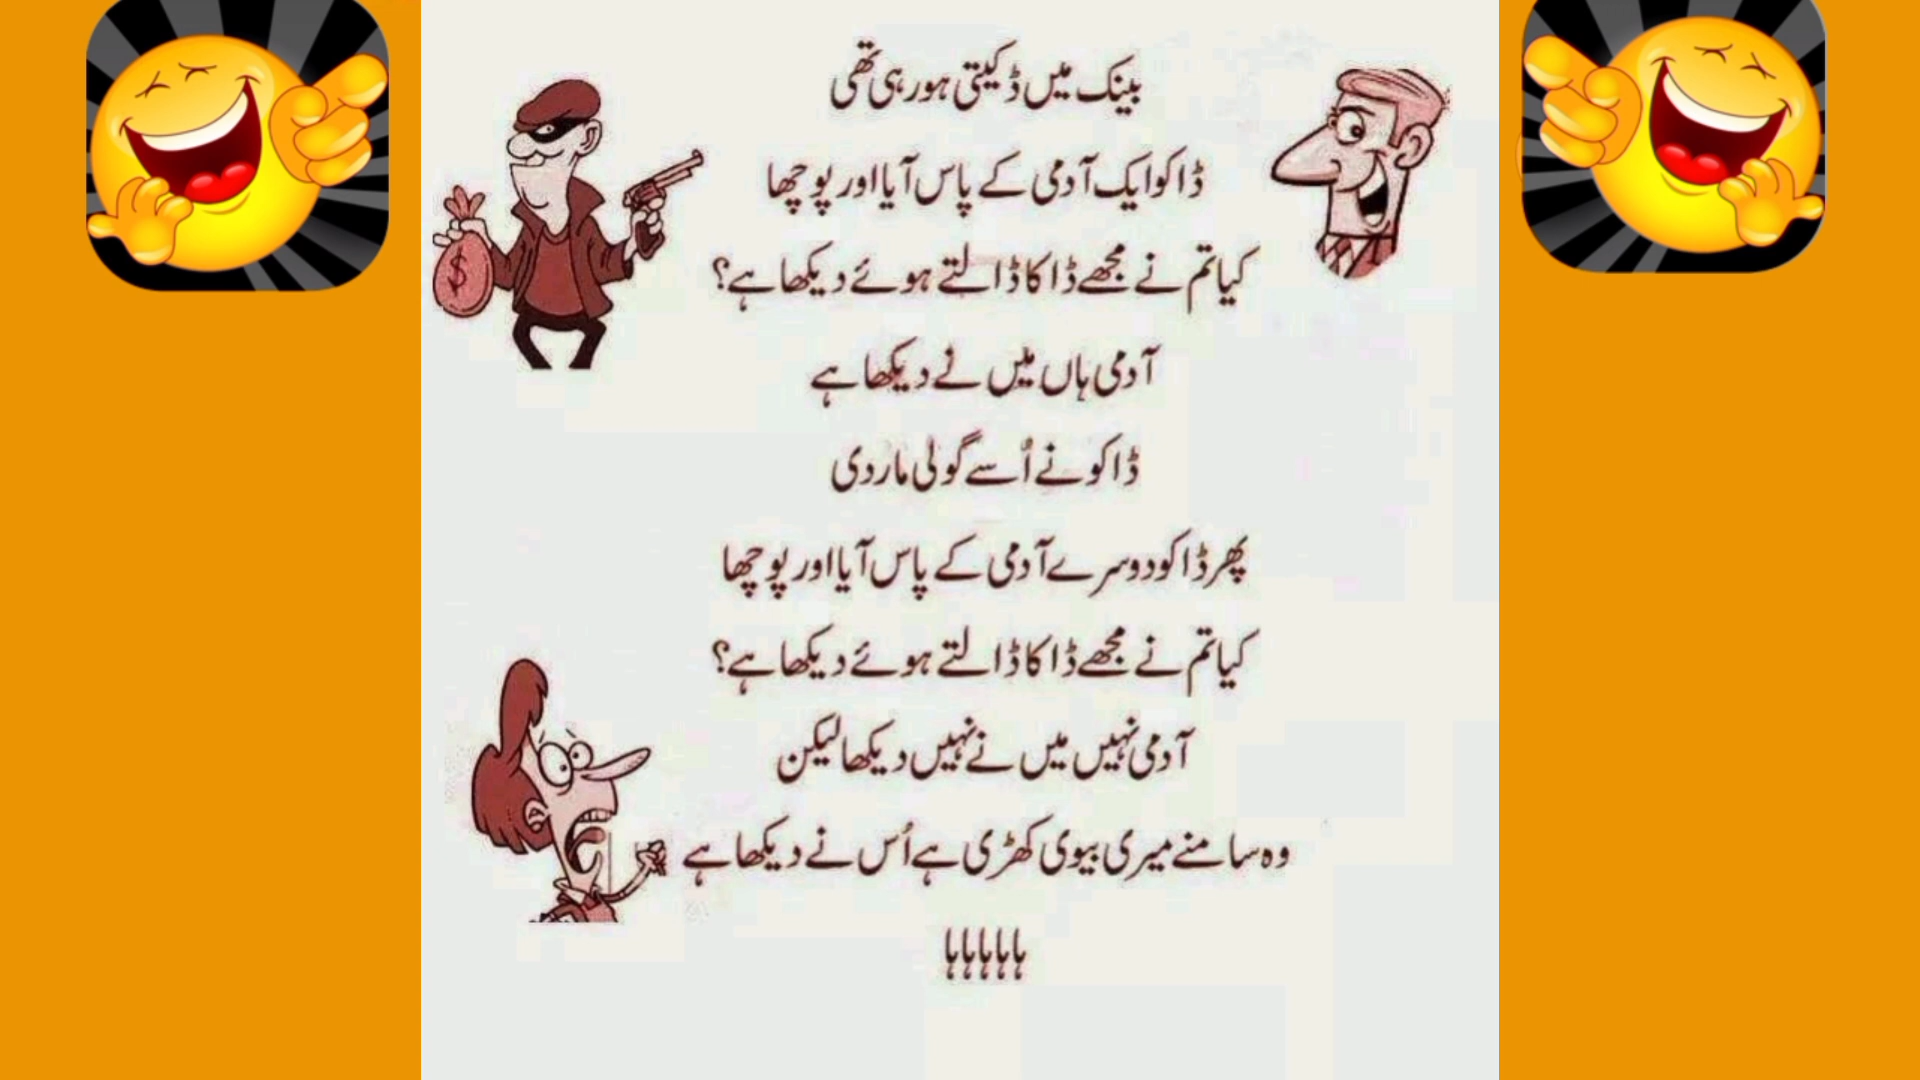 بینک میں ڈکیتی ہو رہی تھی
ڈاکو ایک آدمی کے پاس آیا اور پوچھا
کیا تم نے مجھے ڈاکا ڈالتے ہوئے دیکھا ہے؟
آدمی ہاں میں نے دیکھا ہے
ڈاکو نے اُسے گولی مار دی
پھر ڈاکو دوسرے آدمی کے پاس آیا اور پوچھا
کیا تم نے مجھے ڈاکا ڈالتے ہوئے دیکھا ہے؟
آدمی نہیں میں نے نہیں دیکھا لیکن
وہ سامنے میری بیوی کھڑی ہے اُس نے دیکھا ہے
ہاہاہاہاہا
$